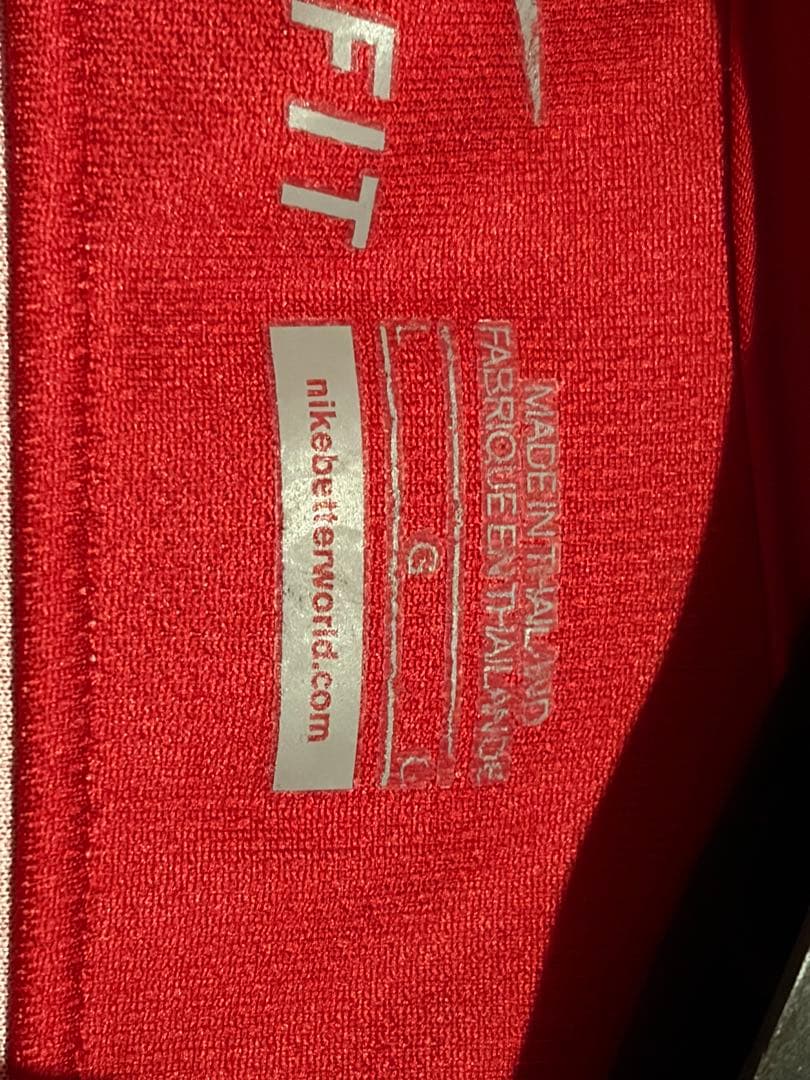 FIT
MADE IN THAILAND
FABRIQUE EN THAILANDE
L G G
nikebetterworld.com